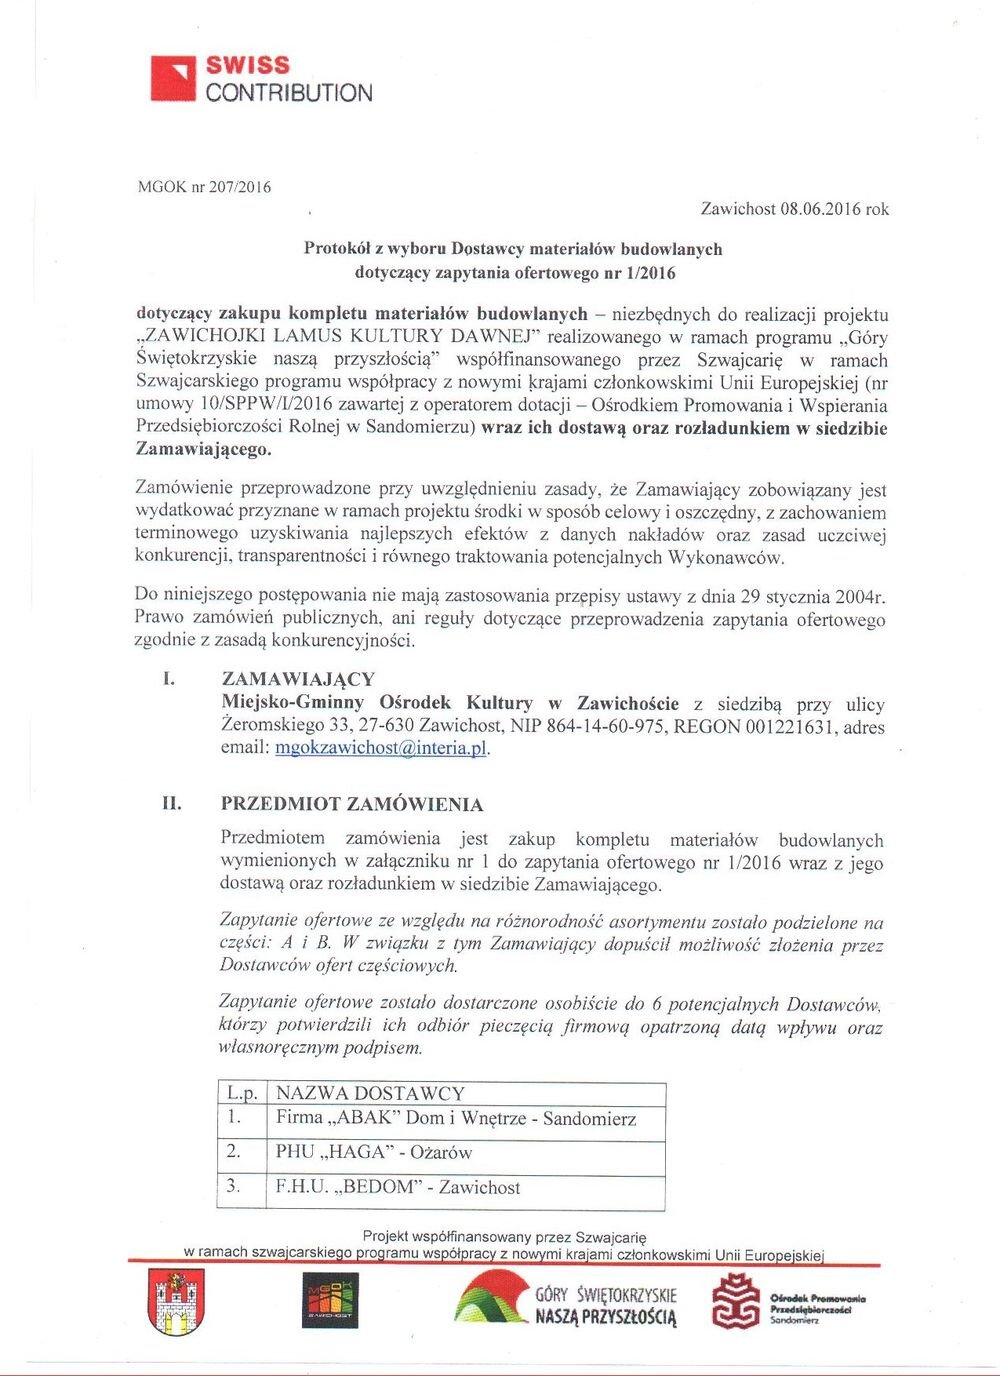 SWISS
CONTRIBUTION
MGOK nr 207/2016
Zawichost 08.06.2016 rok
Protokół z wyboru Dostawcy materiałów budowlanych
dotyczący zapytania ofertowego nr 1/2016
dotyczący zakupu kompletu materiałów budowlanych – niezbędnych do realizacji projektu
„ZAWICHOJKI LAMUS KULTURY DAWNEJ” realizowanego w ramach programu „Góry
Świętokrzyskie naszą przyszłością” współfinansowanego przez Szwajcarię w ramach
Szwajcarskiego programu współpracy z nowymi krajami członkowskimi Unii Europejskiej (nr
umowy 10/SPPW/I/2016 zawartej z operatorem dotacji – Ośrodkiem Promowania i Wspierania
Przedsiębiorczości Rolnej w Sandomierzu) wraz ich dostawą oraz rozładunkiem w siedzibie
Zamawiającego.
Zamówienie przeprowadzone przy uwzględnieniu zasady, że Zamawiający zobowiązany jest
wydatkować przyznane w ramach projektu środki w sposób celowy i oszczędny, z zachowaniem
terminowego uzyskiwania najlepszych efektów z danych nakładów oraz zasad uczciwej
konkurencji, transparentności i równego traktowania potencjalnych Wykonawców.
Do niniejszego postępowania nie mają zastosowania przepisy ustawy z dnia 29 stycznia 2004r.
Prawo zamówień publicznych, ani reguły dotyczące przeprowadzenia zapytania ofertowego
zgodnie z zasadą konkurencyjności.
I. ZAMAWIAJĄCY
Miejsko-Gminny Ośrodek Kultury w Zawichoście z siedzibą przy ulicy
Żeromskiego 33, 27-630 Zawichost, NIP 864-14-60-975, REGON 001221631, adres
email: mgokzawichost@interia.pl.
II. PRZEDMIOT ZAMÓWIENIA
Przedmiotem zamówienia jest zakup kompletu materiałów budowlanych
wymienionych w załączniku nr 1 do zapytania ofertowego nr 1/2016 wraz z jego
dostawą oraz rozładunkiem w siedzibie Zamawiającego.
Zapytanie ofertowe ze względu na różnorodność asortymentu zostało podzielone na
części: A i B. W związku z tym Zamawiający dopuścił możliwość złożenia przez
Dostawców ofert częściowych.
Zapytanie ofertowe zostało dostarczone osobiście do 6 potencjalnych Dostawców,
którzy potwierdzili ich odbiór pieczęcią firmową opatrzoną datą wpływu oraz
własnoręcznym podpisem.
L.p. NAZWA DOSTAWCY
1. Firma „ABAK” Dom i Wnętrze - Sandomierz
2. PHU „HAGA” - Ożarów
3. F.H.U. „BEDOM” - Zawichost
Projekt współfinansowany przez Szwajcarię
w ramach szwajcarskiego programu współpracy z nowymi krajami członkowskimi Unii Europejskiej
MGOK
ZAWICHOST
GÓRY ŚWIĘTOKRZYSKIE
NASZĄ PRZYSZŁOŚCIĄ
Ośrodek Promowania
Przedsiębiorczości
Sandomierz